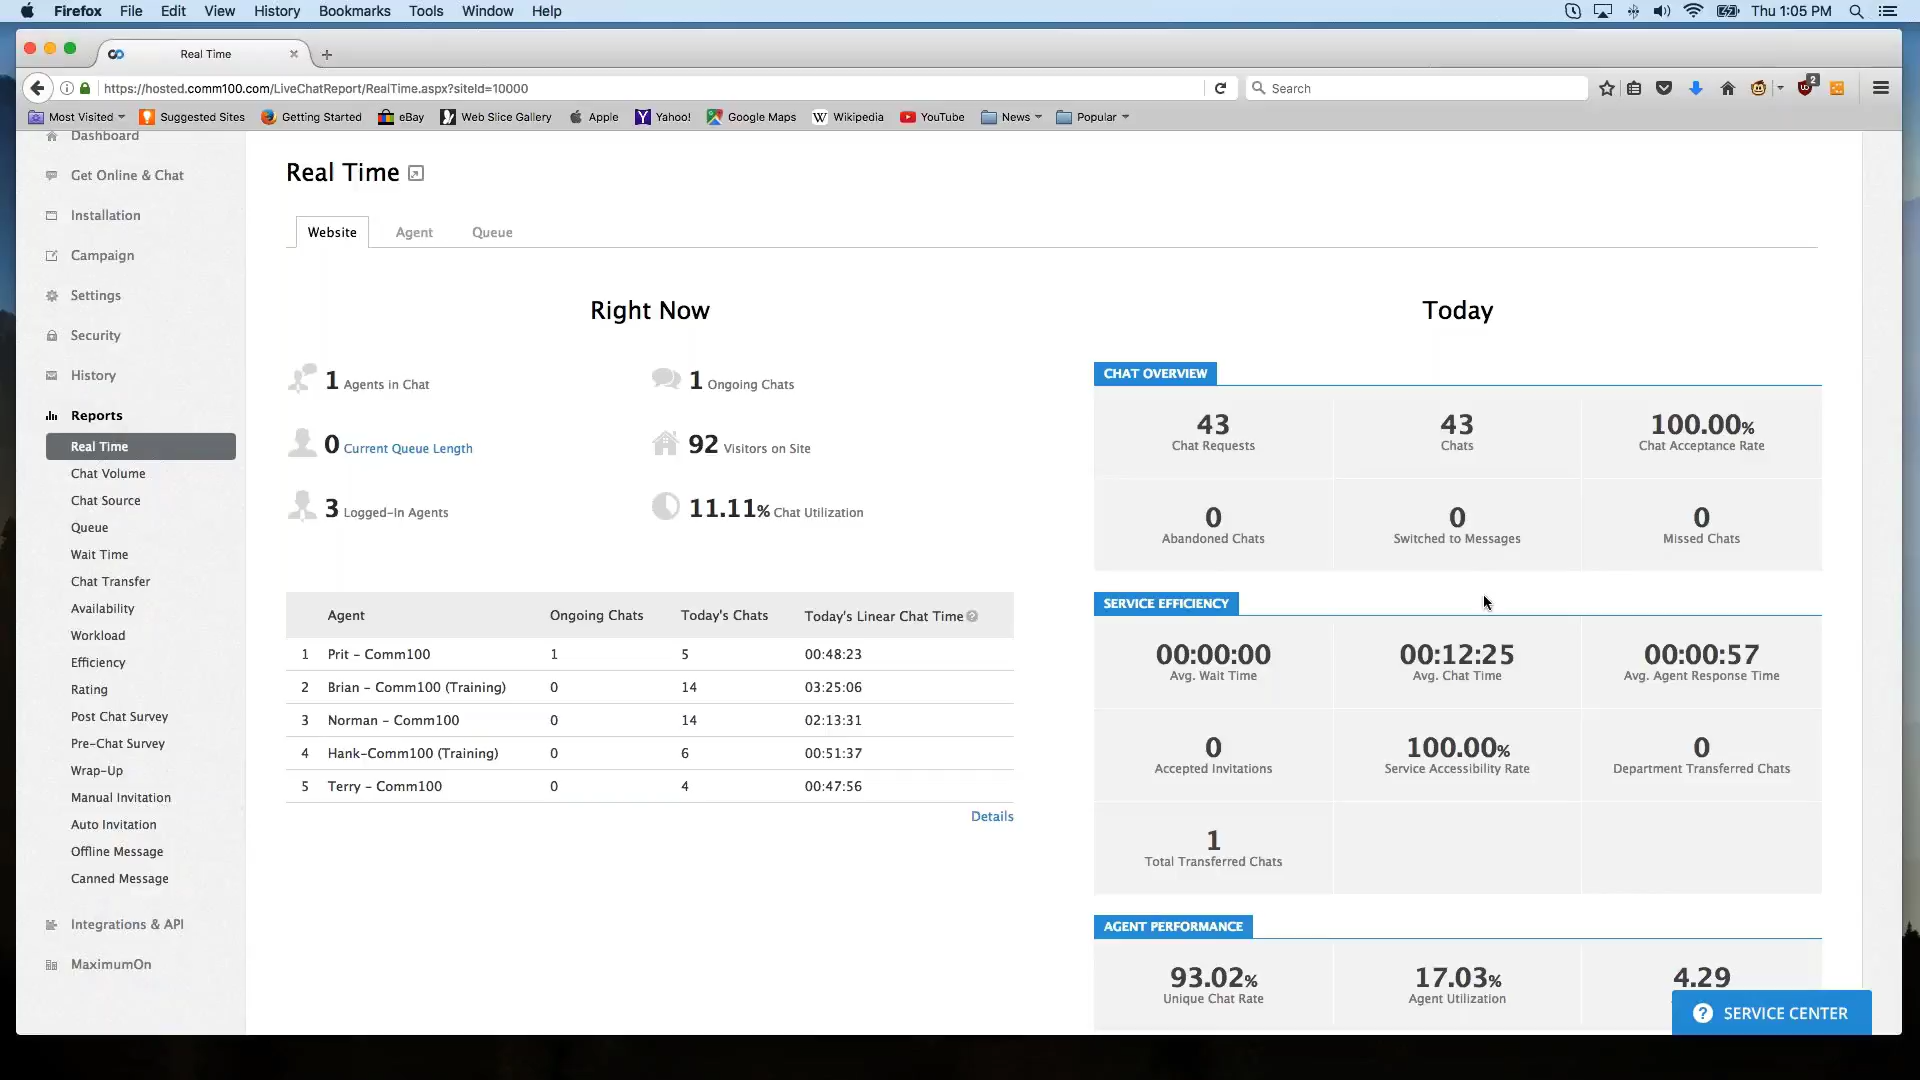 Firefox File Edit View History Bookmarks Tools Window Help Thu 1:05 PM
Real Time
https://hosted.comm100.com/LiveChatReport/RealTime.aspx?siteId=10000 Search 2
Most Visited Suggested Sites Getting Started eBay Web Slice Gallery Apple Yahoo! Google Maps Wikipedia YouTube News Popular
Dashboard
Get Online & Chat
Installation
Campaign
Settings
Security
History
Reports
Real Time
Chat Volume
Chat Source
Queue
Wait Time
Chat Transfer
Availability
Workload
Efficiency
Rating
Post Chat Survey
Pre-Chat Survey
Wrap-Up
Manual Invitation
Auto Invitation
Offline Message
Canned Message
Integrations & API
MaximumOn
Real Time
Website Agent Queue
Right Now
1 Agents in Chat 1 Ongoing Chats
0 Current Queue Length 92 Visitors on Site
3 Logged-In Agents 11.11% Chat Utilization
Agent Ongoing Chats Today's Chats Today's Linear Chat Time
1 Prit - Comm100 1 5 00:48:23
2 Brian - Comm100 (Training) 0 14 03:25:06
3 Norman - Comm100 0 14 02:13:31
4 Hank-Comm100 (Training) 0 6 00:51:37
5 Terry - Comm100 0 4 00:47:56
Details
Today
CHAT OVERVIEW
43 43 100.00%
Chat Requests Chats Chat Acceptance Rate
0 0 0
Abandoned Chats Switched to Messages Missed Chats
SERVICE EFFICIENCY
00:00:00 00:12:25 00:00:57
Avg. Wait Time Avg. Chat Time Avg. Agent Response Time
0 100.00% 0
Accepted Invitations Service Accessibility Rate Department Transferred Chats
1
Total Transferred Chats
AGENT PERFORMANCE
93.02% 17.03% 4.29
Unique Chat Rate Agent Utilization
? SERVICE CENTER